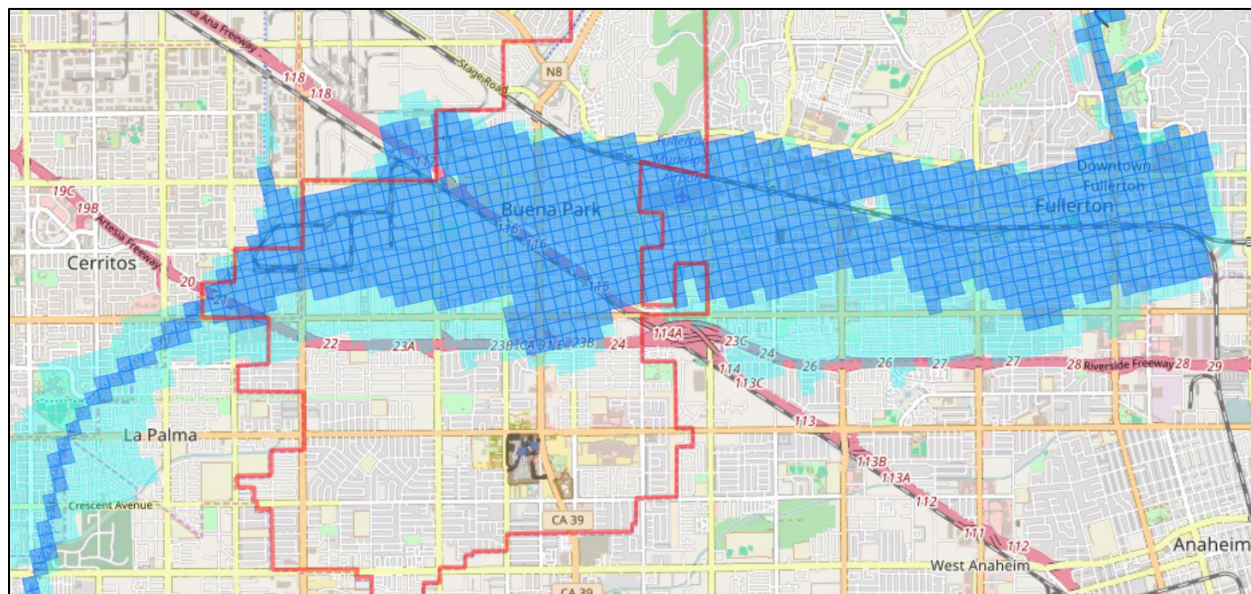 Ana Freeway
118
118
Stage Road
N8
117
Downtown
Fullerton
Fullerton
19C
19B
Artesia Freeway
Buena Park
116
116
115
Cerritos
20
21
22
23A
23B
CA 91 E
23B
24
114A
23C
24
26
26
27
27
28
Riverside Freeway
28
29
114
113C
113
La Palma
113B
113A
112
111
112
Crescent Avenue
CA 39
Anaheim
West Anaheim
CA 39